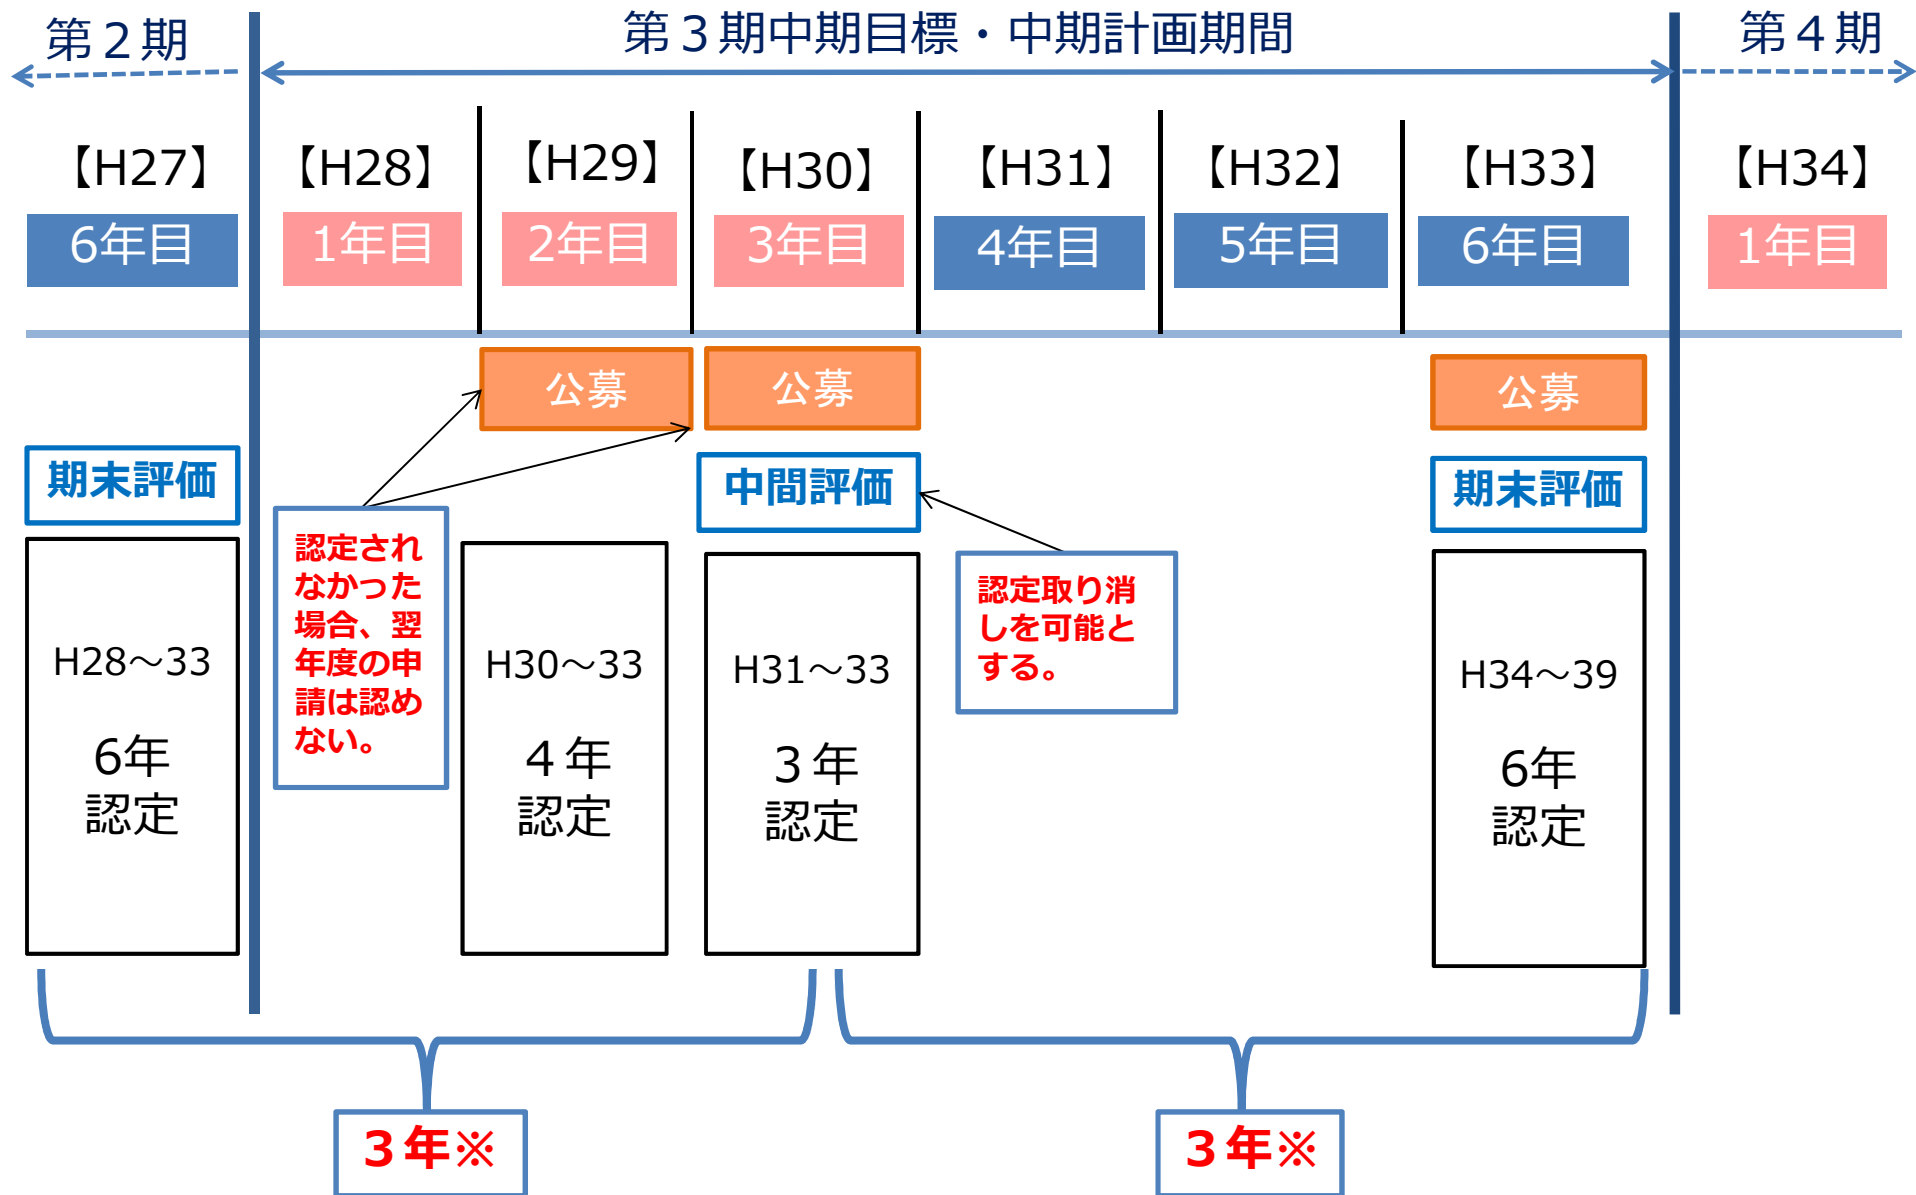 第２期
第３期中期目標・中期計画期間
第４期
【H27】
【H28】
【H29】
【H30】
【H31】
【H32】
【H33】
【H34】
6年目
1年目
2年目
3年目
4年目
5年目
6年目
1年目
公募
公募
公募
期末評価
中間評価
期末評価
認定され
なかった
場合、翌
年度の申
請は認め
ない。
認定取り消
しを可能と
する。
H28～33
6年
認定
H30～33
４年
認定
H31～33
３年
認定
H34～39
6年
認定
３年※
３年※